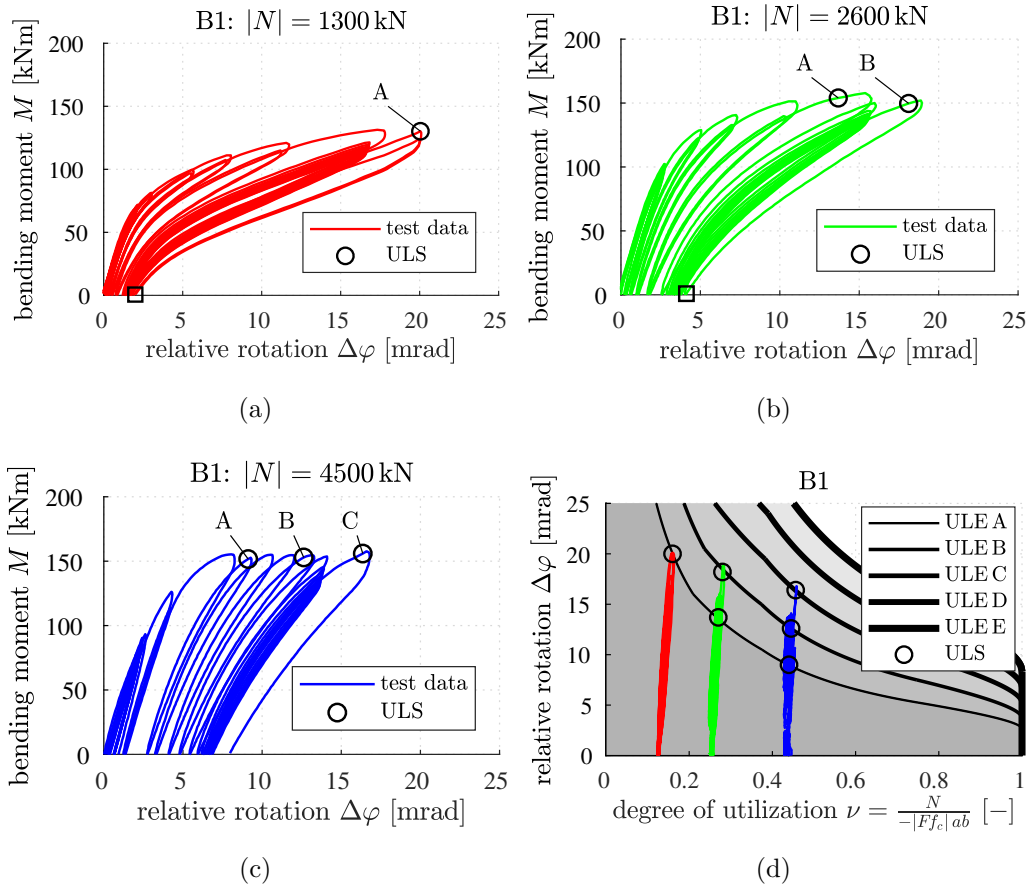 B1: |N| = 1300 kN
bending moment M [kNm]
200
150
100
50
0
A
test data
ULS
0 5 10 15 20 25
relative rotation Δφ [mrad]
(a)
B1: |N| = 2600 kN
bending moment M [kNm]
200
150
100
50
0
A B
test data
ULS
0 5 10 15 20 25
relative rotation Δφ [mrad]
(b)
B1: |N| = 4500 kN
bending moment M [kNm]
200
150
100
50
0
A B C
test data
ULS
0 5 10 15 20 25
relative rotation Δφ [mrad]
(c)
B1
relative rotation Δφ [mrad]
25
20
15
10
5
0
ULE A
ULE B
ULE C
ULE D
ULE E
ULS
0 0.2 0.4 0.6 0.8 1
degree of utilization ν = N / −|Ff_c| ab [−]
(d)